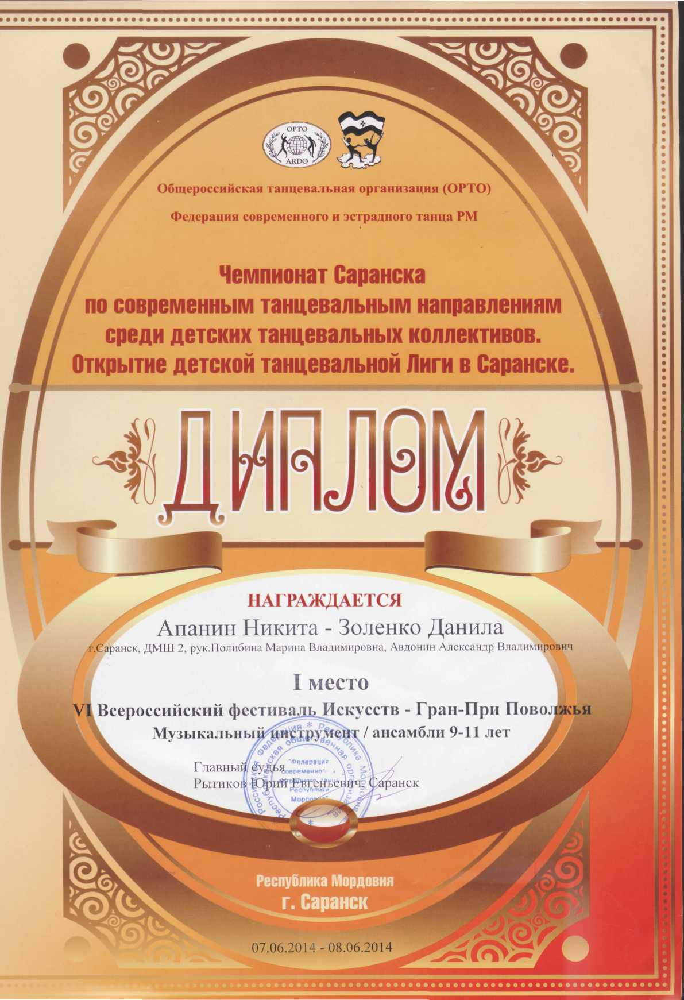 ОРТО
ARDO
Общероссийская танцевальная организация (ОРТО)
Федерация современного и эстрадного танца РМ
Чемпионат Саранска
по современным танцевальным направлениям
среди детских танцевальных коллективов.
Открытие детской танцевальной Лиги в Саранске.
ДИПЛОМ
НАГРАЖДАЕТСЯ
Апанин Никита - Золенко Данила
г.Саранск, ДМШ 2, рук.Полибина Марина Владимировна, Авдонин Александр Владимирович
I место
VI Всероссийский фестиваль Искусств - Гран-При Поволжья
Музыкальный инструмент / ансамбли 9-11 лет
Главный судья
Рытиков Юрий Евгеньевич, Саранск
Российская Федерация * Республика Мордовия
общественная
"Федерация
современного
эстрадного танца
Республики
Республика Мордовия
г. Саранск
07.06.2014 - 08.06.2014